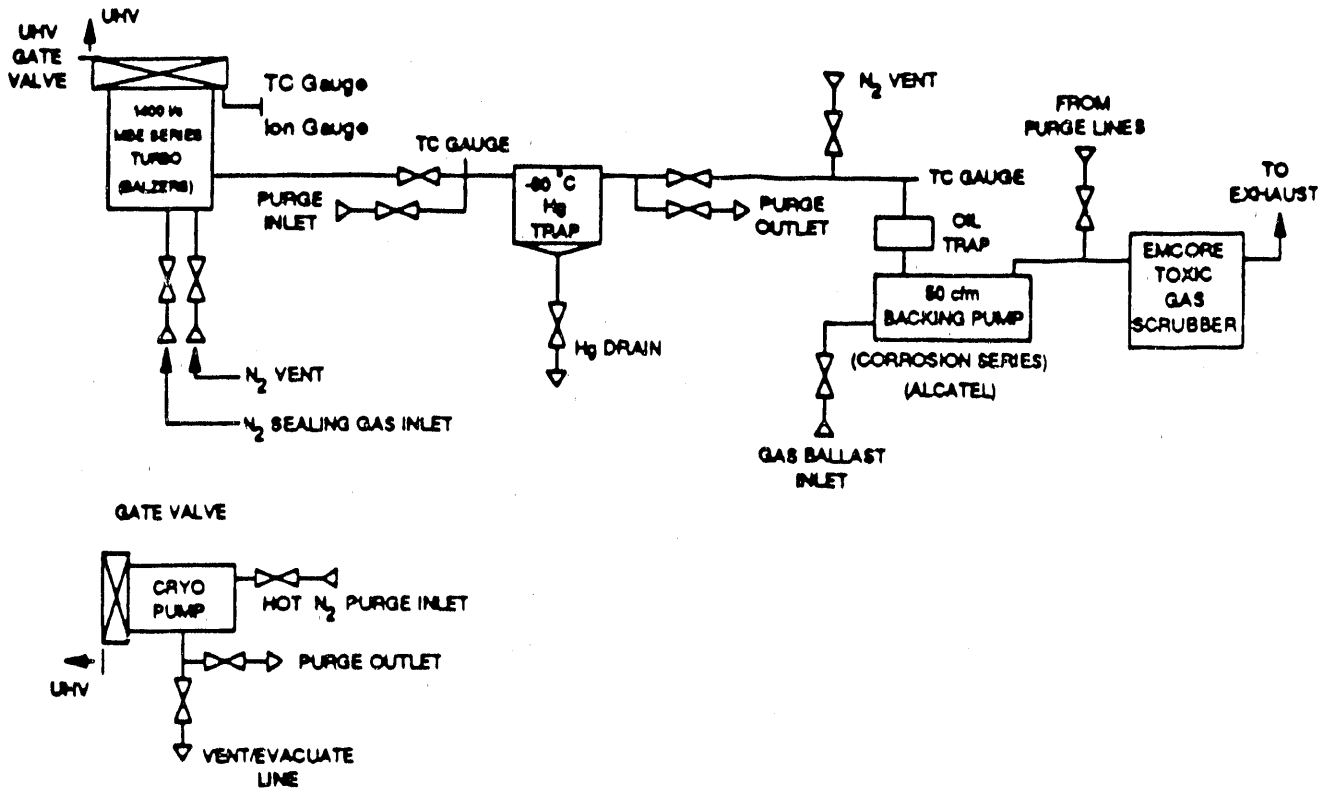 UHV
UHV
GATE
VALVE
TC Gauge
Ion Gauge
1400 l/s
MBE SERIES
TURBO
(BALZERS)
TC GAUGE
PURGE
INLET
-80 °C
Hg
TRAP
PURGE
OUTLET
N2 VENT
TC GAUGE
OIL
TRAP
FROM
PURGE LINES
TO
EXHAUST
EMCORE
TOXIC
GAS
SCRUBBER
BACKING PUMP
(CORROSION SERIES)
(ALCATEL)
Hg DRAIN
N2 VENT
N2 SEALING GAS INLET
GAS BALLAST
INLET
GATE VALVE
CRYO
PUMP
HOT N2 PURGE INLET
PURGE OUTLET
UHV
VENT/EVACUATE
LINE